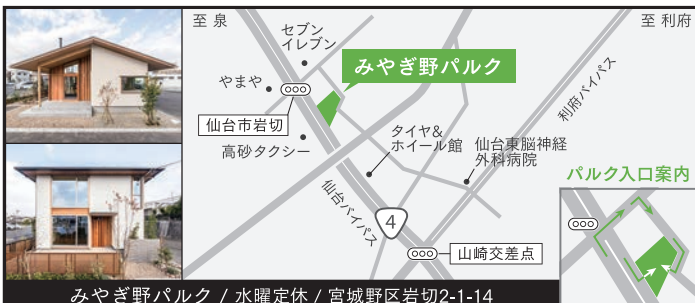 至 泉
至 利府
セブン
イレブン
やまや
みやぎ野パルク
仙台市岩切
利府バイパス
高砂タクシー
タイヤ&
ホイール館
仙台東脳神経
外科病院
仙台バイパス
4
山崎交差点
パルク入口案内
みやぎ野パルク / 水曜定休 / 宮城野区岩切2-1-14